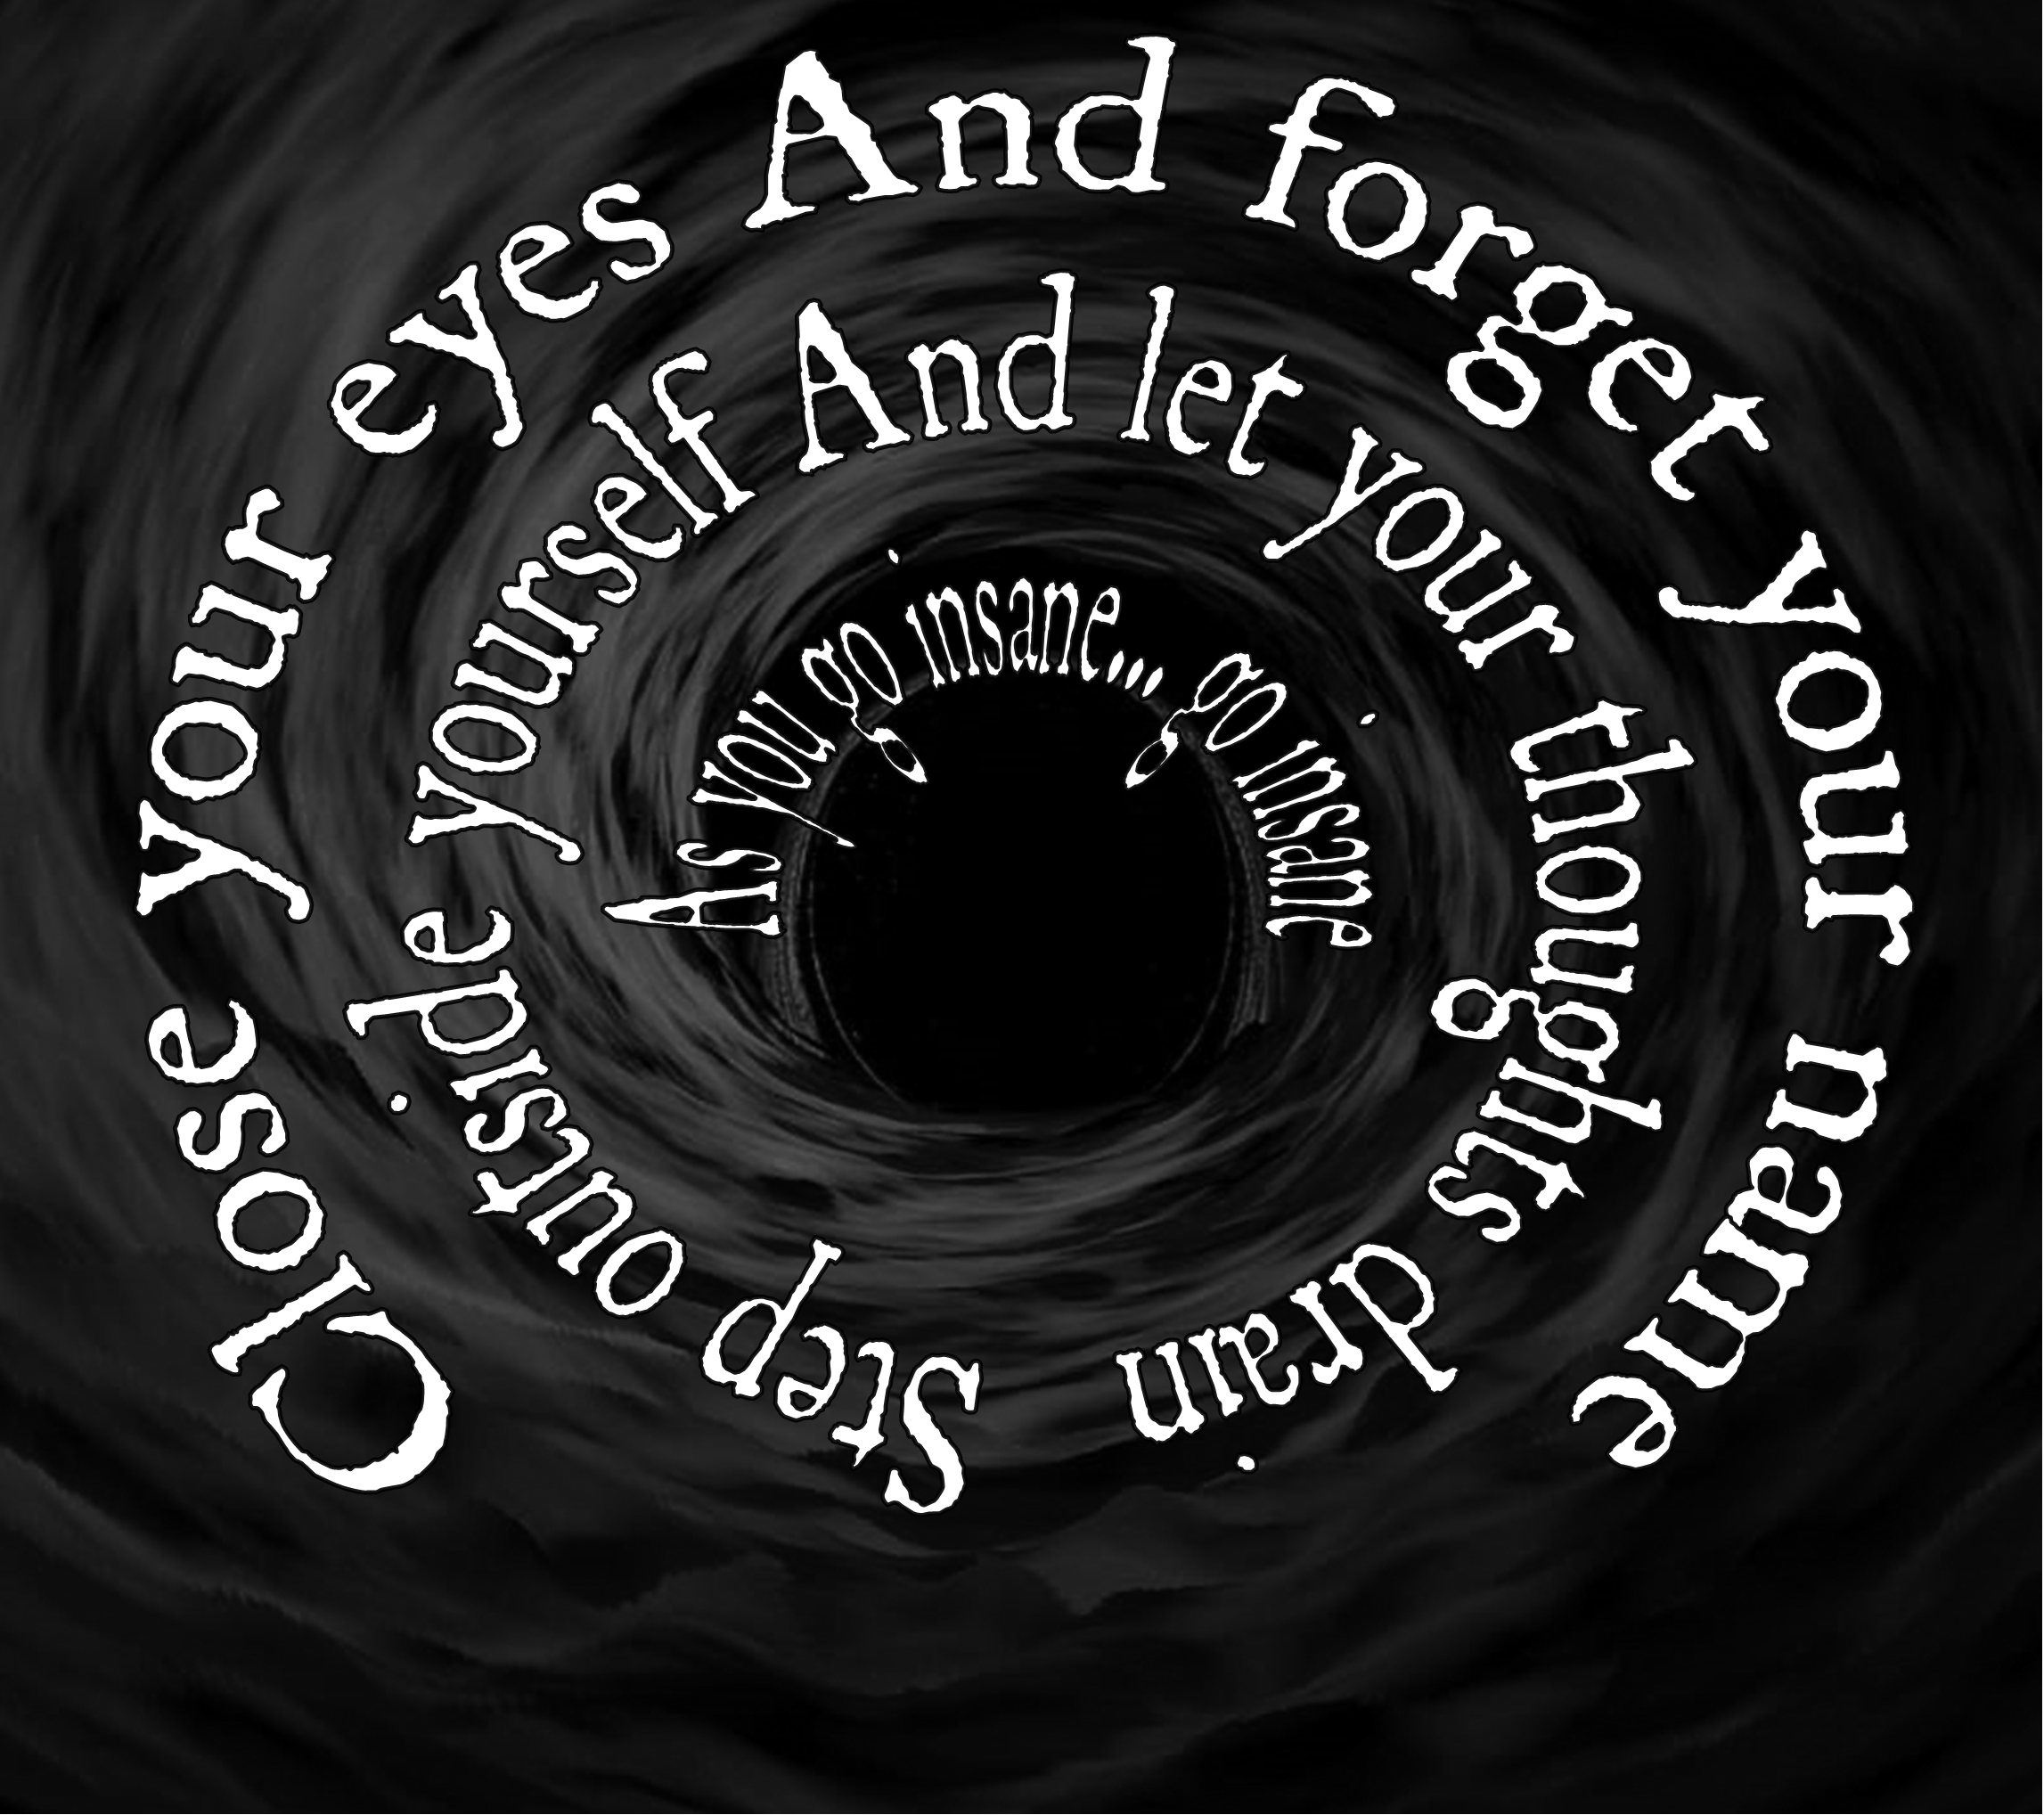 Close your eyes And forget your name
Step outside yourself And let your thoughts drain
As you go insane... go insane